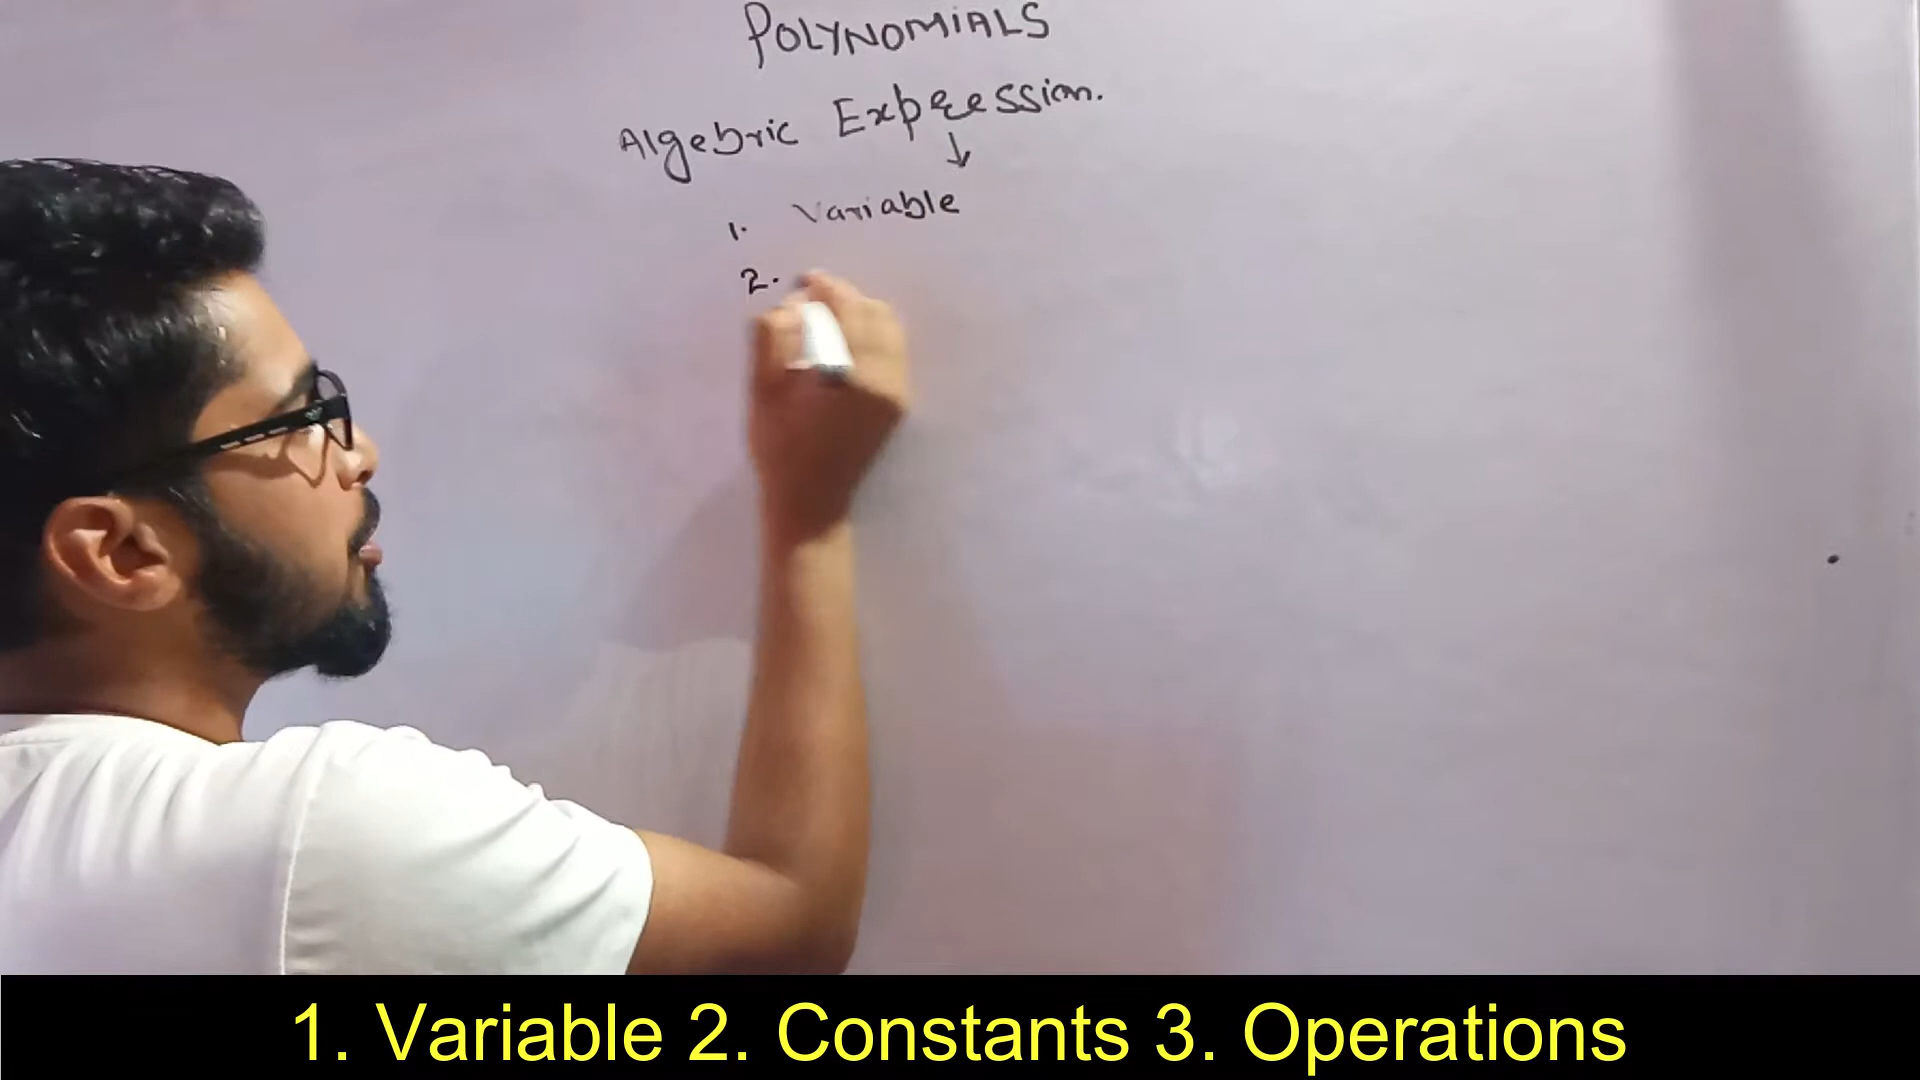 POLYNOMIALS
Algebric Expression.
↓
1. Variable
2.
1. Variable 2. Constants 3. Operations